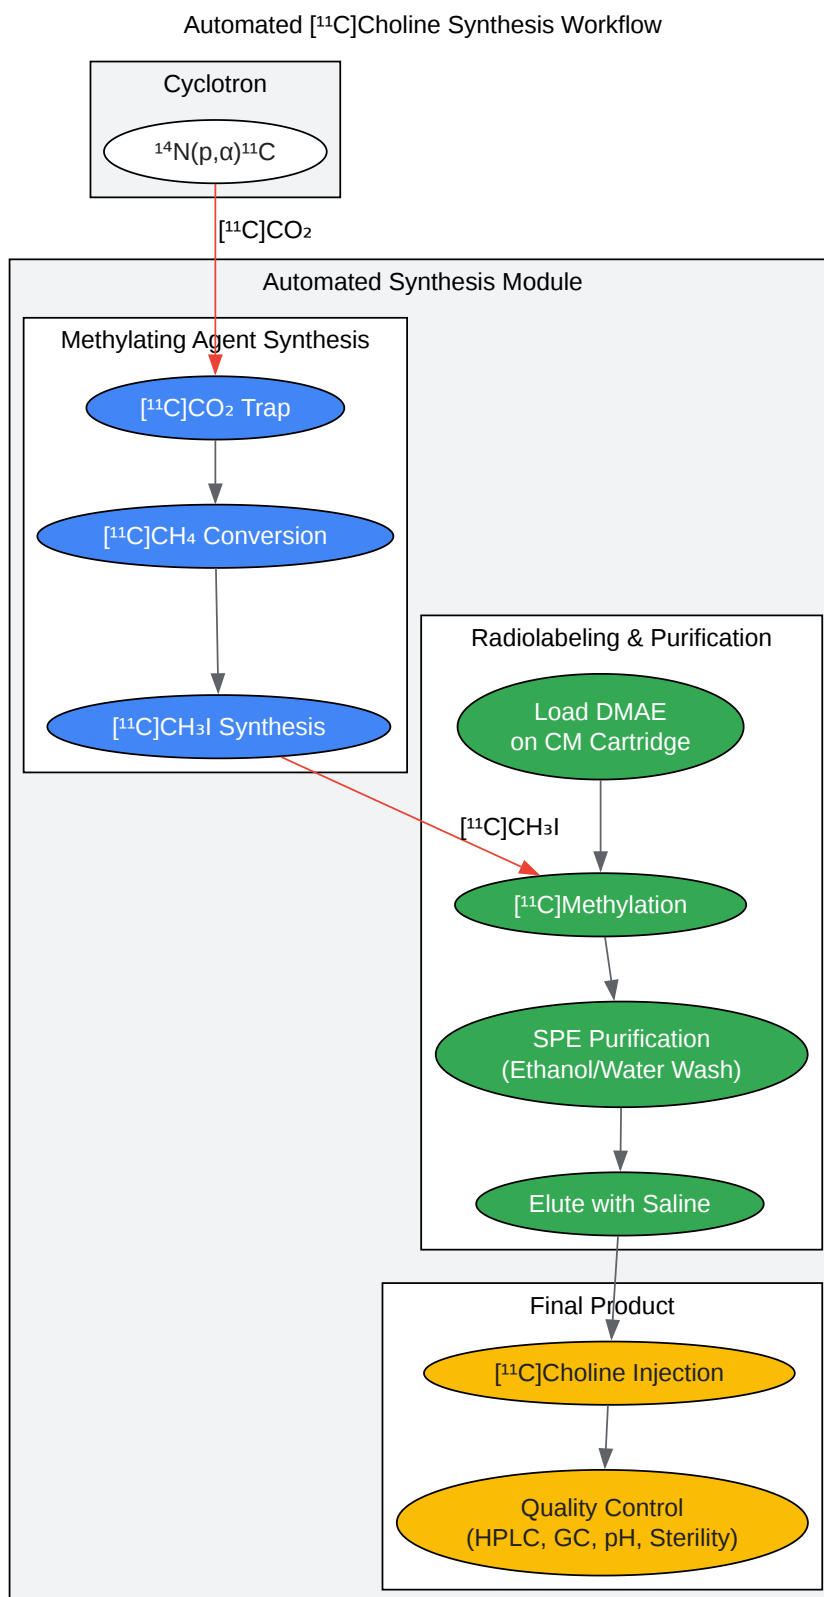 Automated [¹¹C]Choline Synthesis Workflow
Cyclotron
¹⁴N(p,α)¹¹C
[¹¹C]CO₂
Automated Synthesis Module
Methylating Agent Synthesis
[¹¹C]CO₂ Trap
[¹¹C]CH₄ Conversion
[¹¹C]CH₃I Synthesis
Radiolabeling & Purification
Load DMAE
on CM Cartridge
[¹¹C]CH₃I
[¹¹C]Methylation
SPE Purification
(Ethanol/Water Wash)
Elute with Saline
Final Product
[¹¹C]Choline Injection
Quality Control
(HPLC, GC, pH, Sterility)